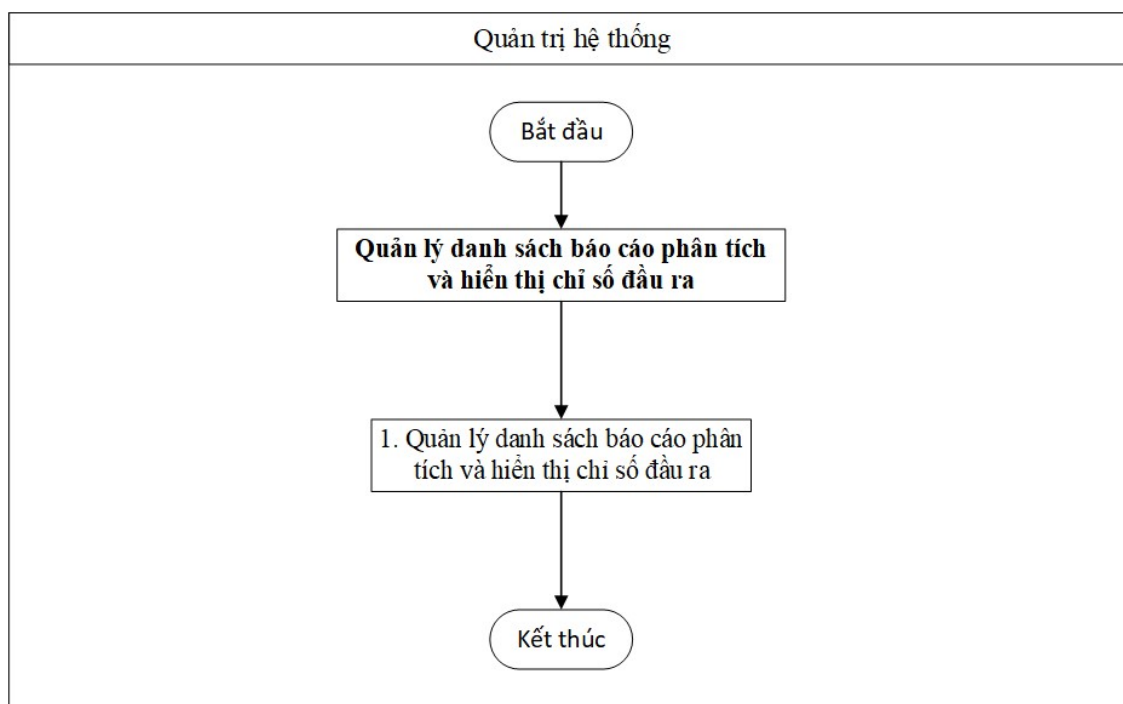 Quản trị hệ thống
Bắt đầu
Quản lý danh sách báo cáo phân tích
và hiển thị chỉ số đầu ra
1. Quản lý danh sách báo cáo phân
tích và hiển thị chỉ số đầu ra
Kết thúc